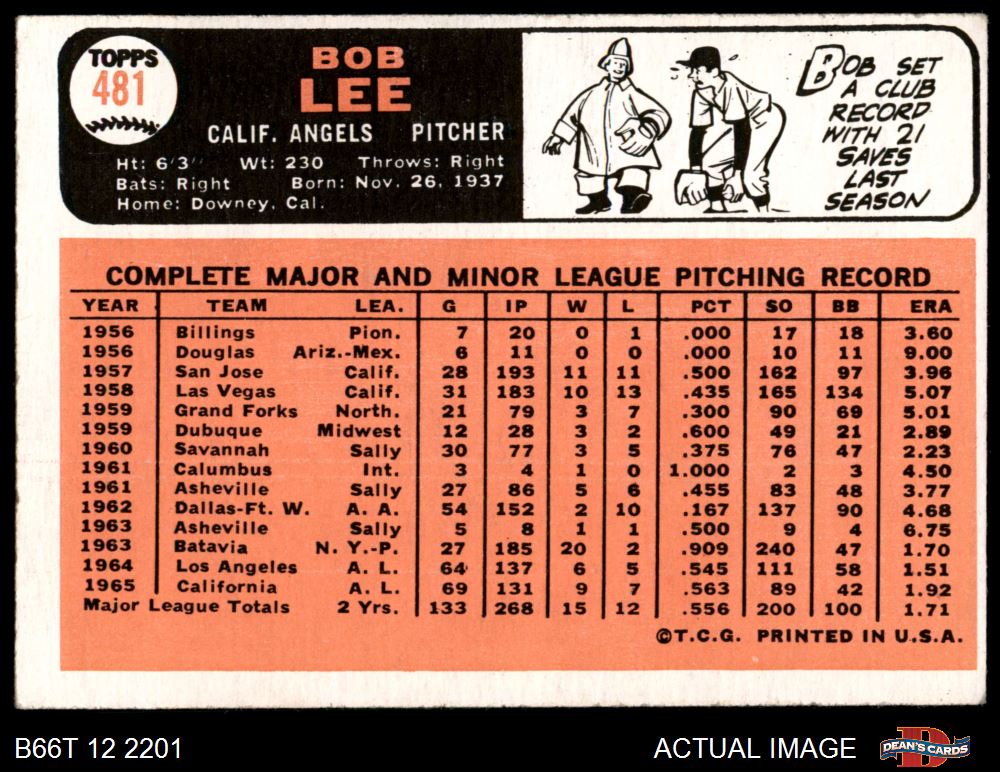 TOPPS
481
BOB
LEE
CALIF. ANGELS PITCHER
Ht: 6'3" Wt: 230 Throws: Right
Bats: Right Born: Nov. 26, 1937
Home: Downey, Cal.
BOB SET
A CLUB
RECORD
WITH 21
SAVES
LAST
SEASON
COMPLETE MAJOR AND MINOR LEAGUE PITCHING RECORD
YEAR TEAM LEA. G IP W L PCT SO BB ERA
1956 Billings Pion. 7 20 0 1 .000 17 18 3.60
1956 Douglas Ariz.-Mex. 6 11 0 0 .000 10 11 9.00
1957 San Jose Calif. 28 193 11 11 .500 162 97 3.96
1958 Las Vegas Calif. 31 183 10 13 .435 165 134 5.07
1959 Grand Forks North. 21 79 3 7 .300 90 69 5.01
1959 Dubuque Midwest 12 28 3 2 .600 49 21 2.89
1960 Savannah Sally 30 77 3 5 .375 76 47 2.23
1961 Calumbus Int. 3 4 1 0 1.000 2 3 4.50
1961 Asheville Sally 27 86 5 6 .455 83 48 3.77
1962 Dallas-Ft. W. A. A. 54 152 2 10 .167 137 90 4.68
1963 Asheville Sally 5 8 1 1 .500 9 4 6.75
1963 Batavia N. Y.-P. 27 185 20 2 .909 240 47 1.70
1964 Los Angeles A. L. 64 137 6 5 .545 111 58 1.51
1965 California A. L. 69 131 9 7 .563 89 42 1.92
Major League Totals 2 Yrs. 133 268 15 12 .556 200 100 1.71
©T.C.G. PRINTED IN U.S.A.
B66T 12 2201 ACTUAL IMAGE DEAN'S CARDS